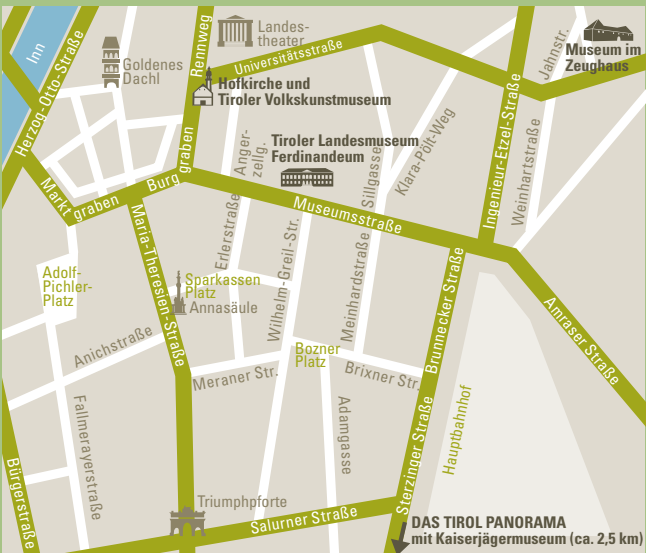 Inn
Herzog-Otto-Straße
Goldenes
Dachl
Rennweg
Landes-
theater
Universitätsstraße
Hofkirche und
Tiroler Volkskunstmuseum
Jahnstr.
Museum im
Zeughaus
Ingenieur-Etzel-Straße
Weinhartstraße
Klara-Pölt-Weg
Sillgasse
Anger-
zellg.
Tiroler Landesmuseum
Ferdinandeum
Markt graben
Burg graben
Museumsstraße
Maria-Theresien-Straße
Erlerstraße
Wilhelm-Greil-Str.
Meinhardstraße
Brunnecker Straße
Amraser Straße
Adolf-
Pichler-
Platz
Sparkassen
Platz
Annasäule
Anichstraße
Meraner Str.
Bozner
Platz
Brixner Str.
Adamgasse
Fallmerayerstraße
Bürgerstraße
Sterzinger Straße
Hauptbahnhof
Triumphpforte
Salurner Straße
DAS TIROL PANORAMA
mit Kaiserjägermuseum (ca. 2,5 km)